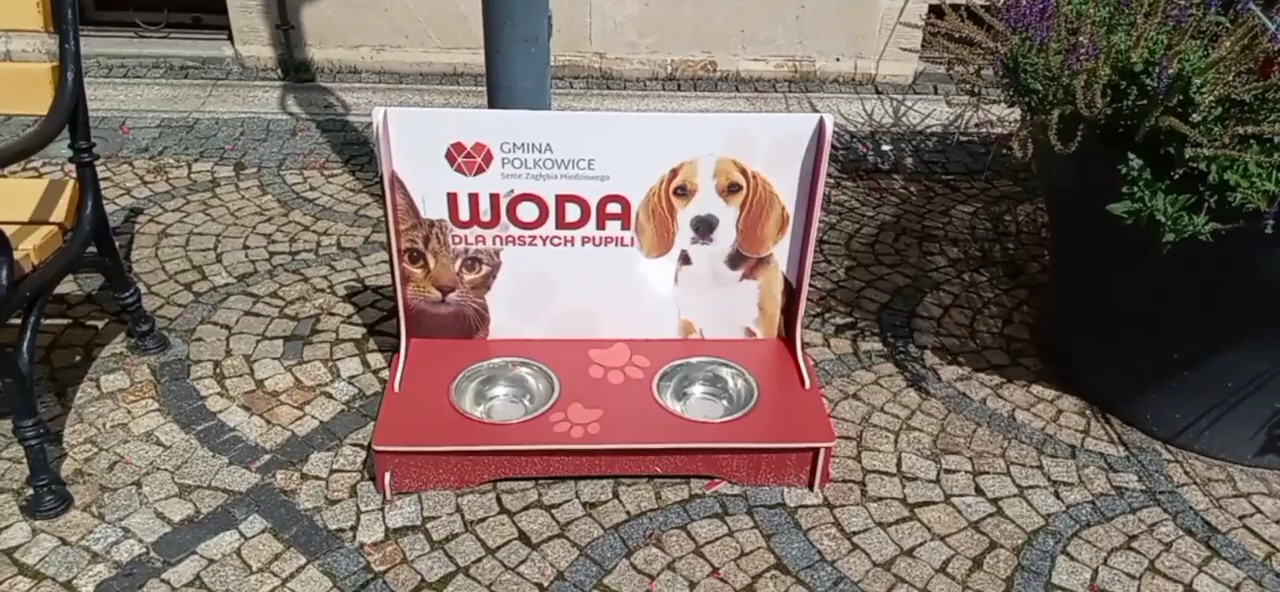 GMINA
POLKOWICE
Serce Zagłębia Miedziowego
WODA
DLA NASZYCH PUPILI